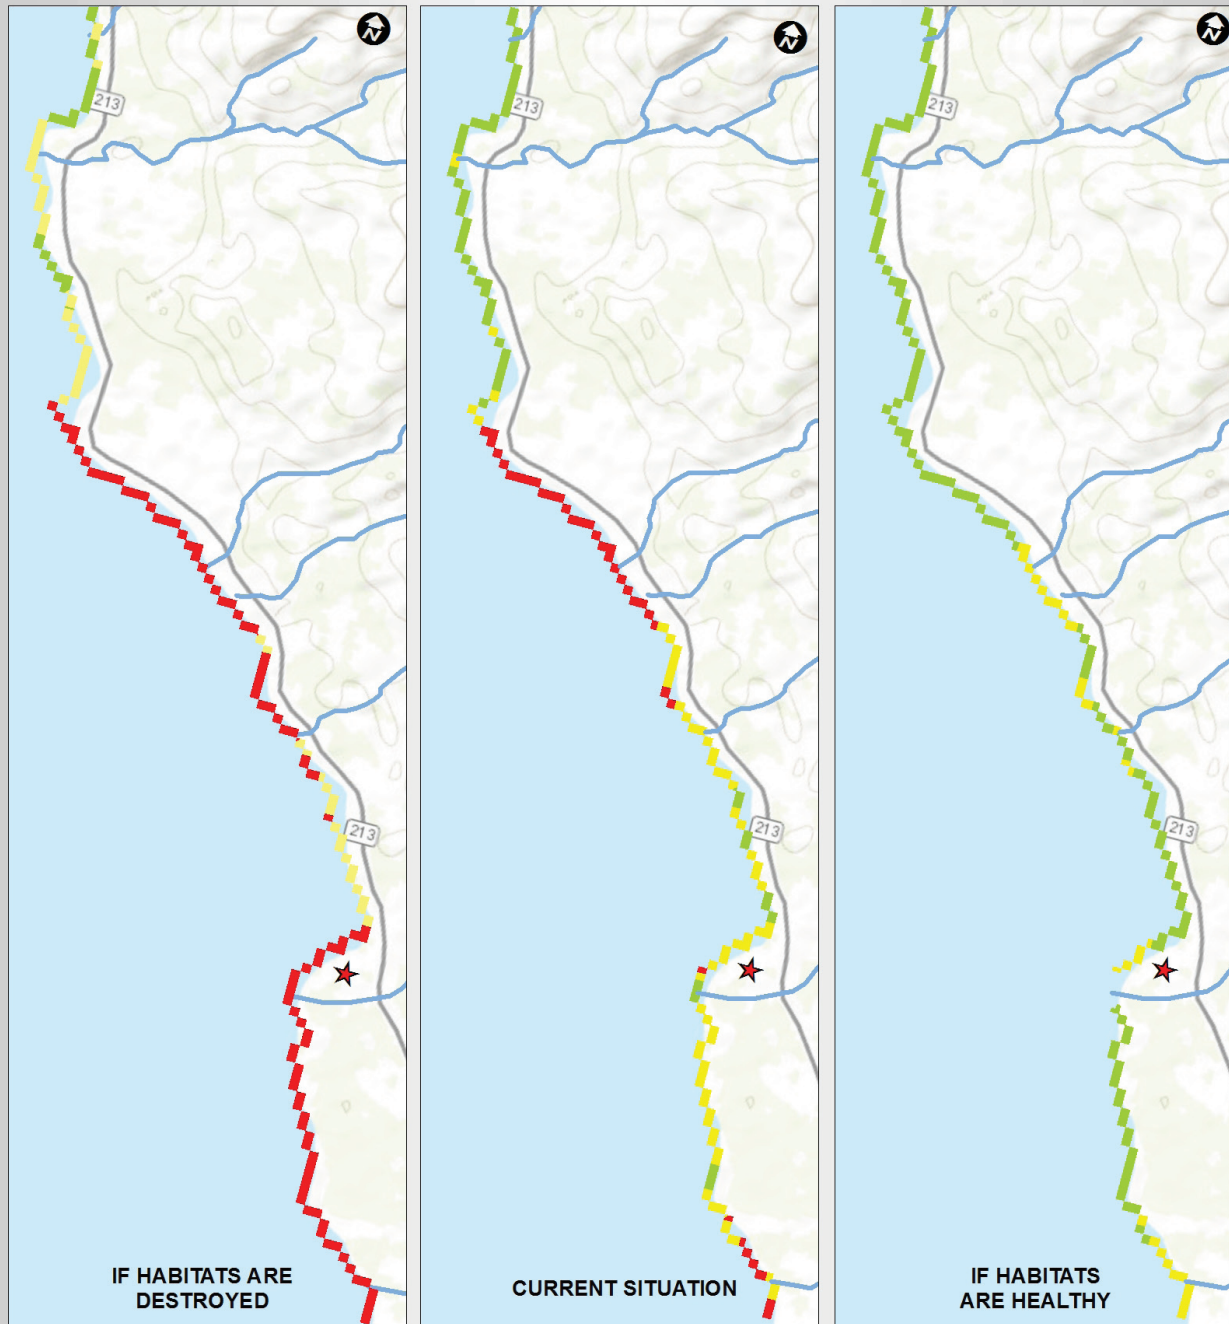 N
213
213
IF HABITATS ARE
DESTROYED
N
213
213
CURRENT SITUATION
N
213
213
IF HABITATS
ARE HEALTHY